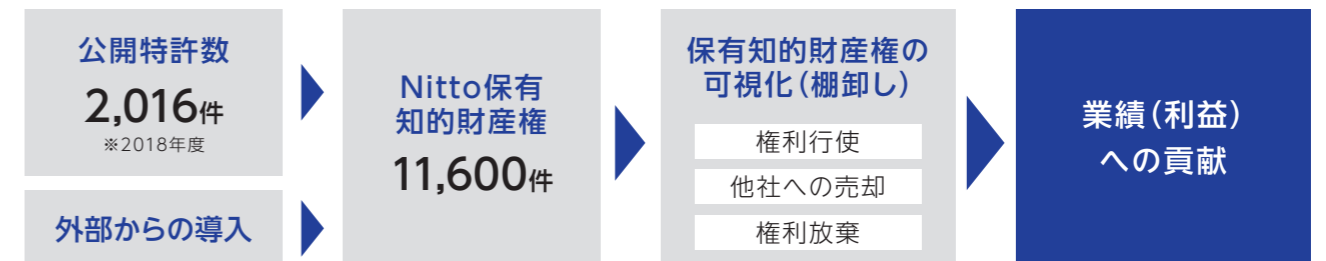 公開特許数
2,016件
※2018年度
外部からの導入
Nitto保有
知的財産権
11,600件
保有知的財産権の
可視化(棚卸し)
権利行使
他社への売却
権利放棄
業績(利益)
への貢献